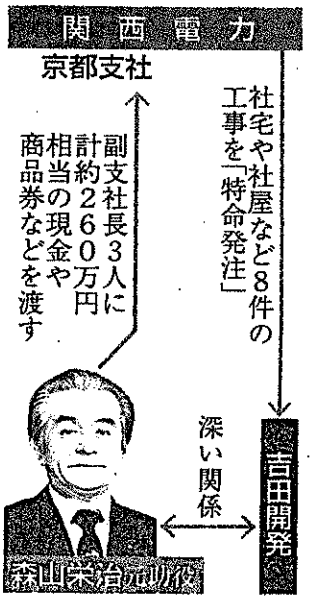 関西電力
京都支社
社宅や社屋など8件の
工事を「特命発注」
副支社長3人に
計約260万円
相当の現金や
商品券などを渡す
深い関係
吉田開発
森山栄治元助役